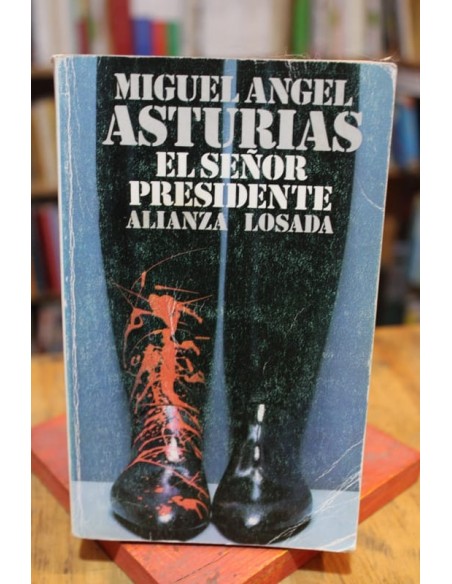 MIGUEL ANGEL
ASTURIAS
EL SEÑOR
PRESIDENTE
ALIANZA LOSADA